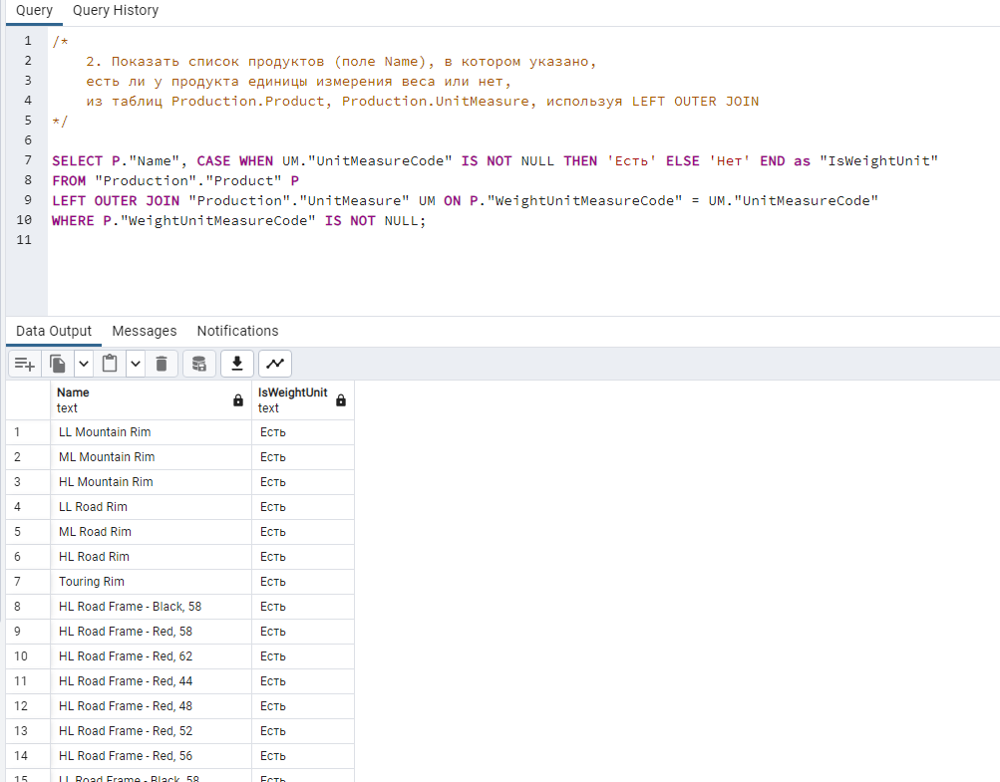 Query Query History
1 /*
2 2. Показать список продуктов (поле Name), в котором указано,
3 есть ли у продукта единицы измерения веса или нет,
4 из таблиц Production.Product, Production.UnitMeasure, используя LEFT OUTER JOIN
5 */
6
7 SELECT P."Name", CASE WHEN UM."UnitMeasureCode" IS NOT NULL THEN 'Есть' ELSE 'Нет' END as "IsWeightUnit"
8 FROM "Production"."Product" P
9 LEFT OUTER JOIN "Production"."UnitMeasure" UM ON P."WeightUnitMeasureCode" = UM."UnitMeasureCode"
10 WHERE P."WeightUnitMeasureCode" IS NOT NULL;
11
Data Output Messages Notifications
Name IsWeightUnit
text text
1 LL Mountain Rim Есть
2 ML Mountain Rim Есть
3 HL Mountain Rim Есть
4 LL Road Rim Есть
5 ML Road Rim Есть
6 HL Road Rim Есть
7 Touring Rim Есть
8 HL Road Frame - Black, 58 Есть
9 HL Road Frame - Red, 58 Есть
10 HL Road Frame - Red, 62 Есть
11 HL Road Frame - Red, 44 Есть
12 HL Road Frame - Red, 48 Есть
13 HL Road Frame - Red, 52 Есть
14 HL Road Frame - Red, 56 Есть
15 LL Road Frame - Black, 58 Есть